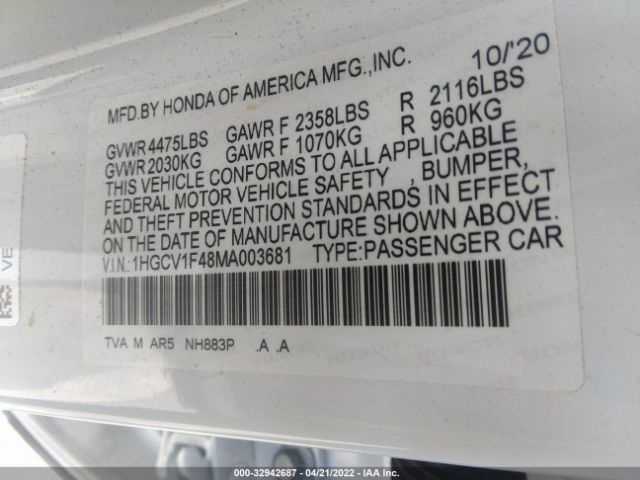 MFD.BY HONDA OF AMERICA MFG.,INC. 10/'20
GVWR 4475LBS GAWR F 2358LBS R 2116LBS
GVWR 2030KG GAWR F 1070KG R 960KG
THIS VEHICLE CONFORMS TO ALL APPLICABLE
FEDERAL MOTOR VEHICLE SAFETY , BUMPER,
AND THEFT PREVENTION STANDARDS IN EFFECT
ON THE DATE OF MANUFACTURE SHOWN ABOVE.
V.I.N.:1HGCV1F48MA003681 TYPE:PASSENGER CAR
TVA M AR5 NH883P .A .A
VE
000-32942687 - 04/21/2022 - IAA Inc.